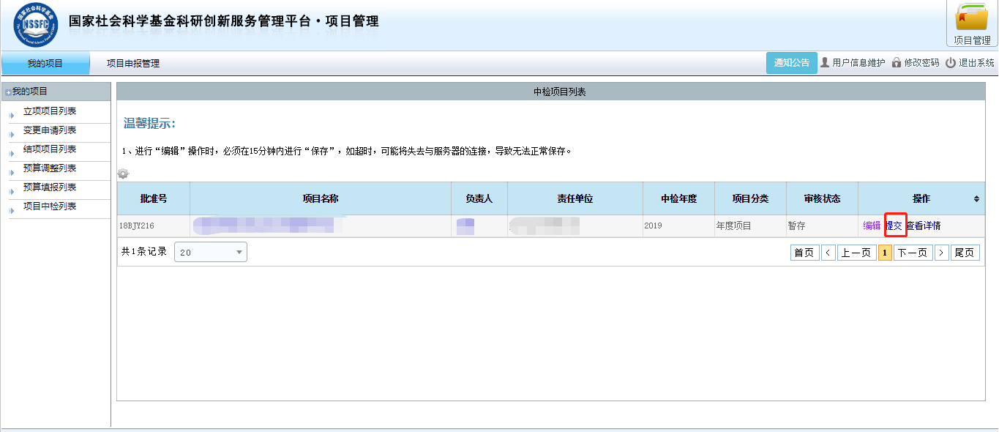 国家社会科学基金科研创新服务管理平台·项目管理
NSSFC
项目管理
我的项目 项目申报管理 通知公告 用户信息维护 修改密码 退出系统
我的项目
立项项目列表
变更申请列表
结项项目列表
预算调整列表
预算填报列表
项目中检列表
中检项目列表
温馨提示:
1、进行“编辑”操作时，必须在15分钟内进行“保存”，如超时，可能将失去与服务器的连接，导致无法正常保存。
批准号 项目名称 负责人 责任单位 中检年度 项目分类 审核状态 操作
18BJY216 2019 年度项目 暂存 编辑 提交 查看详情
共1条记录 20 首页 < 上一页 1 下一页 > 尾页